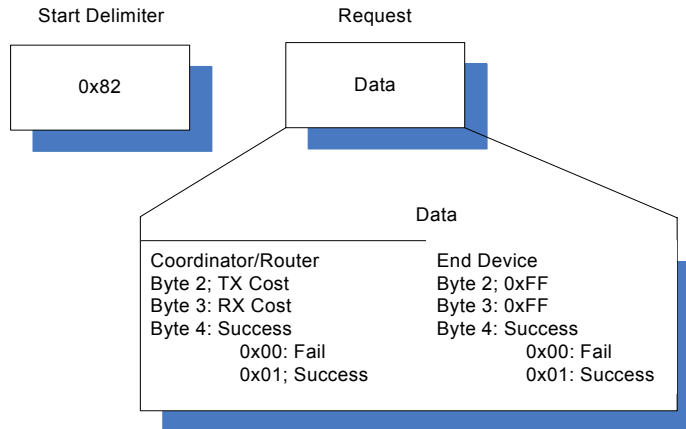 Start Delimiter
Request
0x82
Data
Data
Coordinator/Router
Byte 2; TX Cost
Byte 3: RX Cost
Byte 4: Success
0x00: Fail
0x01; Success
End Device
Byte 2; 0xFF
Byte 3: 0xFF
Byte 4: Success
0x00: Fail
0x01: Success